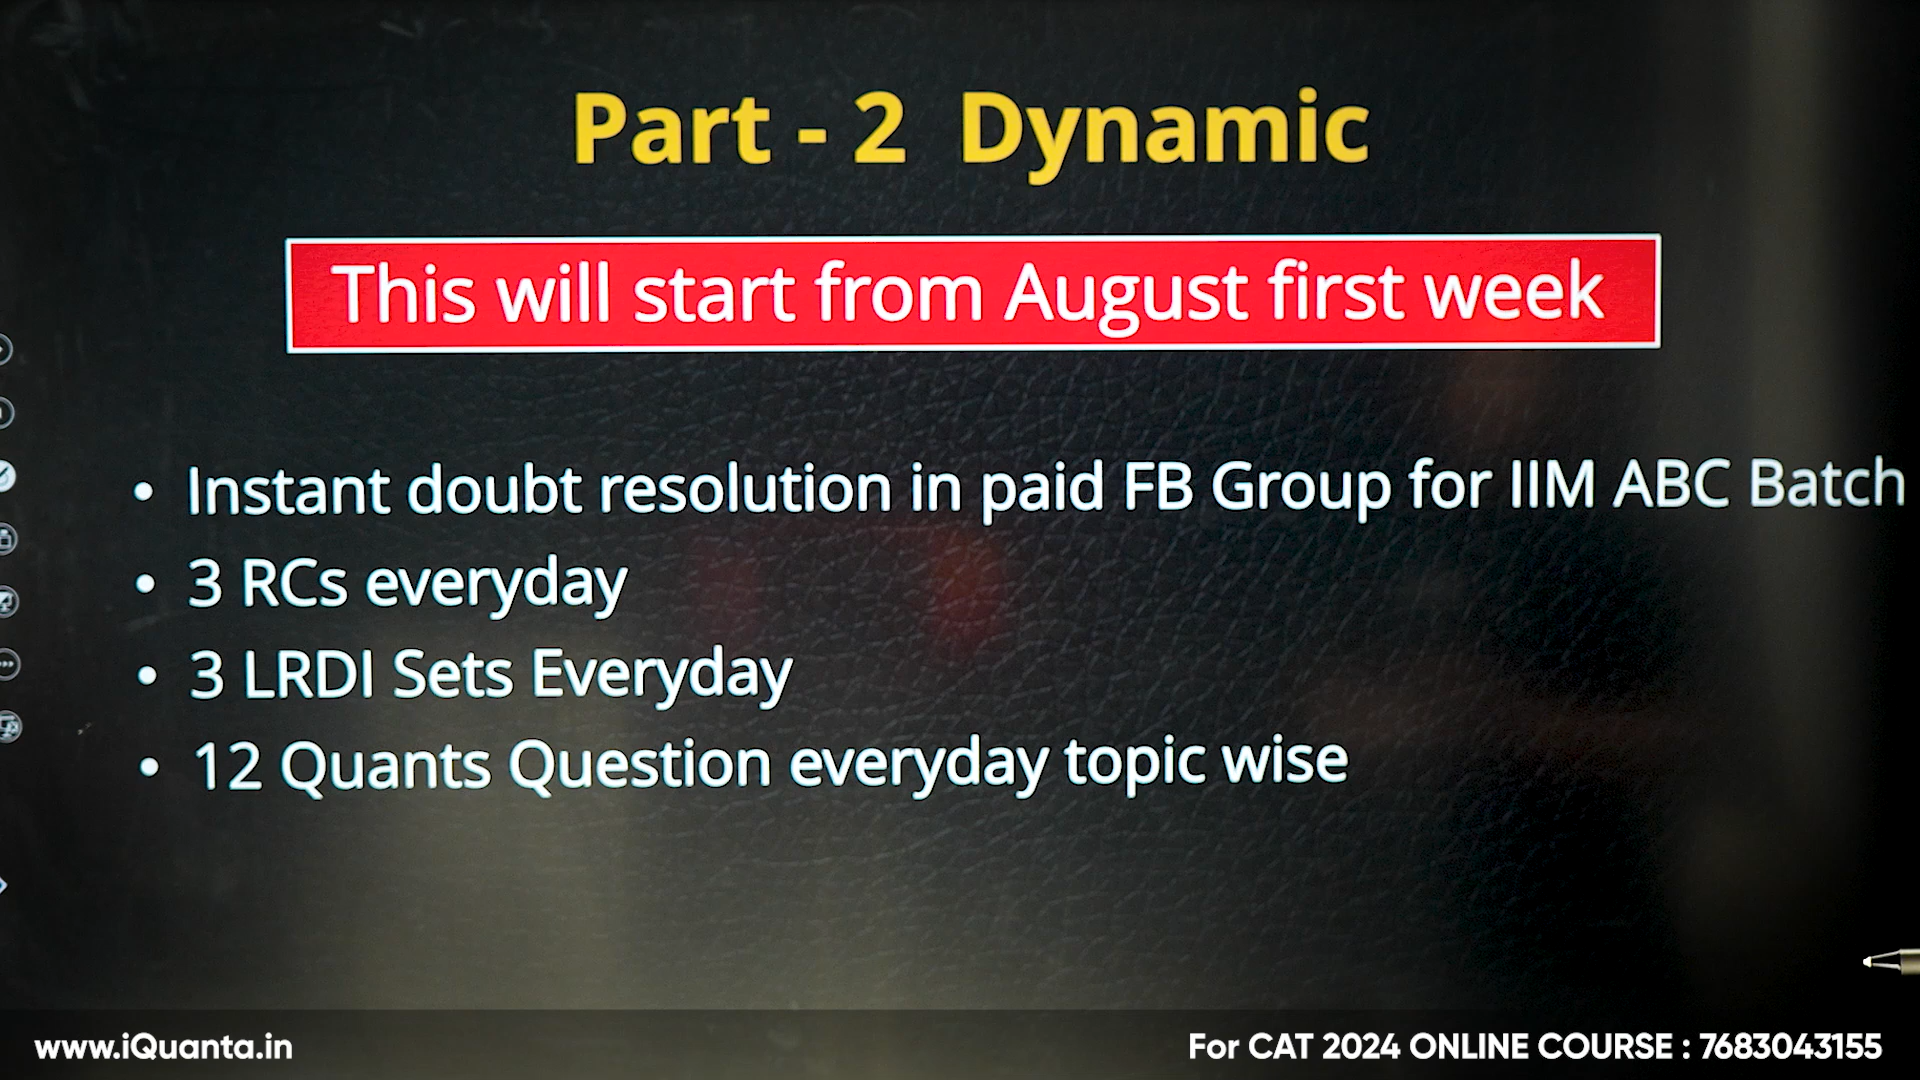 Part - 2 Dynamic
This will start from August first week
• Instant doubt resolution in paid FB Group for IIM ABC Batch
• 3 RCs everyday
• 3 LRDI Sets Everyday
• 12 Quants Question everyday topic wise
www.iQuanta.in
For CAT 2024 ONLINE COURSE : 7683043155